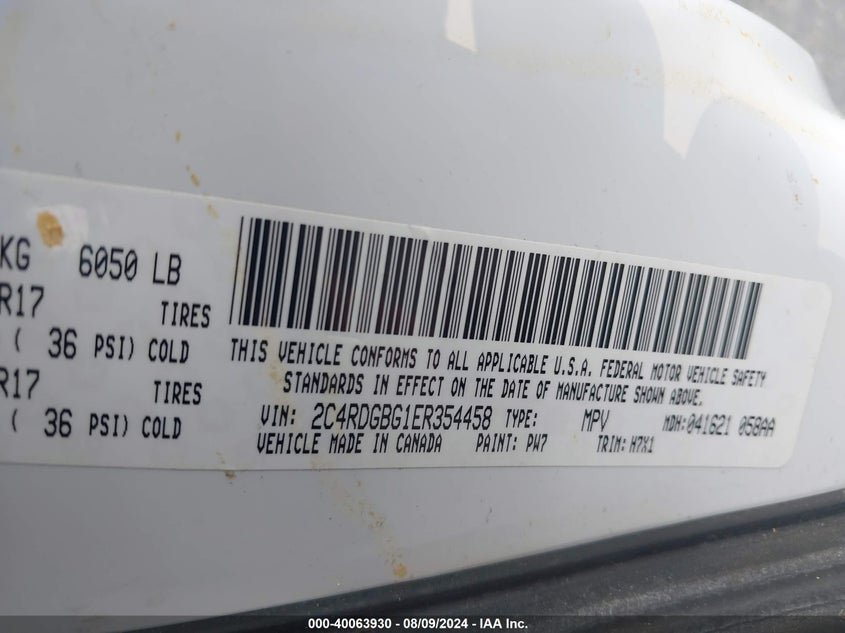 KG 6050 LB
R17 TIRES
( 36 PSI) COLD
R17 TIRES
( 36 PSI) COLD
THIS VEHICLE CONFORMS TO ALL APPLICABLE U.S.A. FEDERAL MOTOR VEHICLE SAFETY
STANDARDS IN EFFECT ON THE DATE OF MANUFACTURE SHOWN ABOVE.
VIN: 2C4RDGBG1ER354458 TYPE: MPV MDH:041621 058AA
VEHICLE MADE IN CANADA PAINT: PW7 TRIM: H7X1
000-40063930 - 08/09/2024 - IAA Inc.